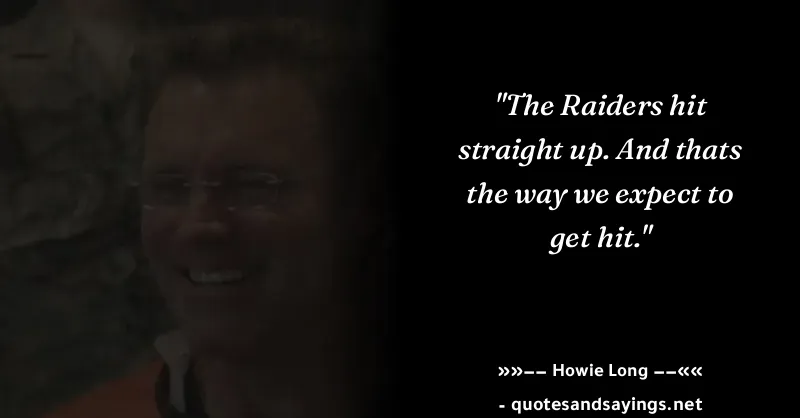 "The Raiders hit
straight up. And thats
the way we expect to
get hit."
»»–– Howie Long ––««
- quotesandsayings.net